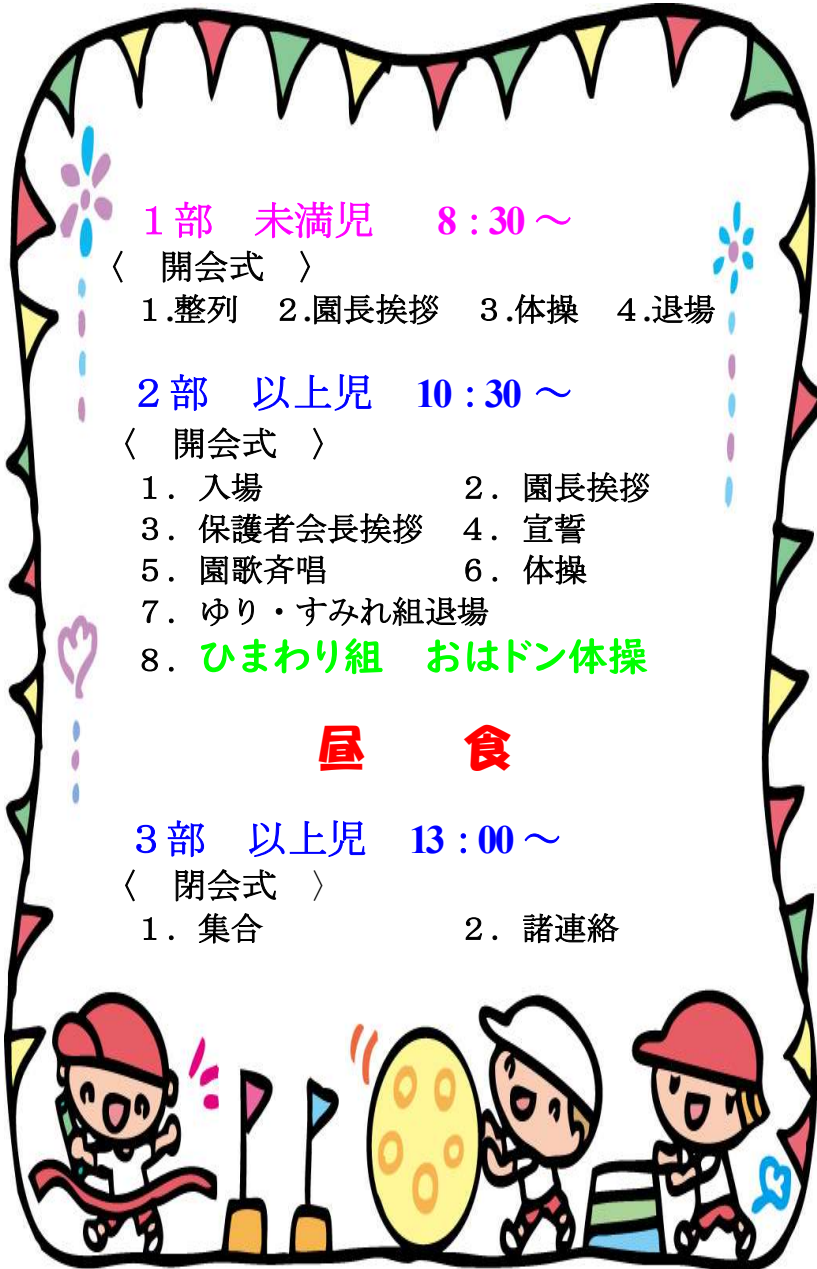 １部　未満児　　8：30～
〈　開会式　〉
１.整列　２.園長挨拶　３.体操　４.退場
２部　以上児　10：30～
〈　開会式　〉
１．入場　２．園長挨拶
３．保護者会長挨拶　４．宣誓
５．園歌斉唱　６．体操
７．ゆり・すみれ組退場
８．ひまわり組　おはドン体操
昼　食
３部　以上児　13：00～
〈　閉会式　〉
１．集合　２．諸連絡